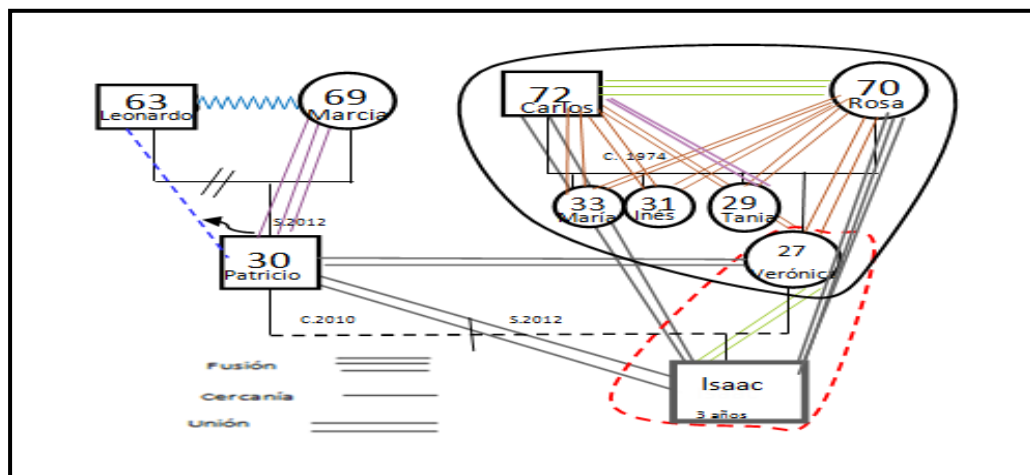 63
Leonardo
69
Marcia
72
Carlos
70
Rosa
C. 1974
33
María
31
Inés
29
Tania
S.2012
30
Patricio
27
Verónica
C.2010
S.2012
Fusión
Cercanía
Unión
Isaac
3 años